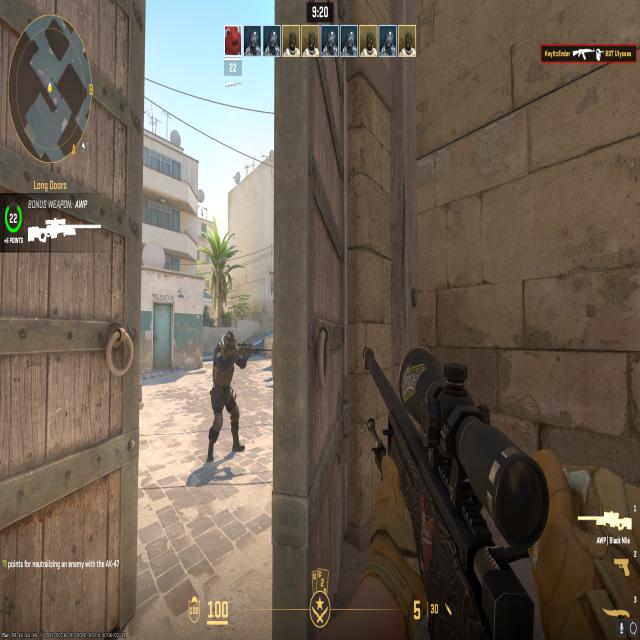 9:20
22
Long Doors
BONUS WEAPON: AWP
22
+5 POINTS
BOT Ulysses
points for neutralizing an enemy with the AK-47
1
AWP | Black Nile
2
3
100
5 30